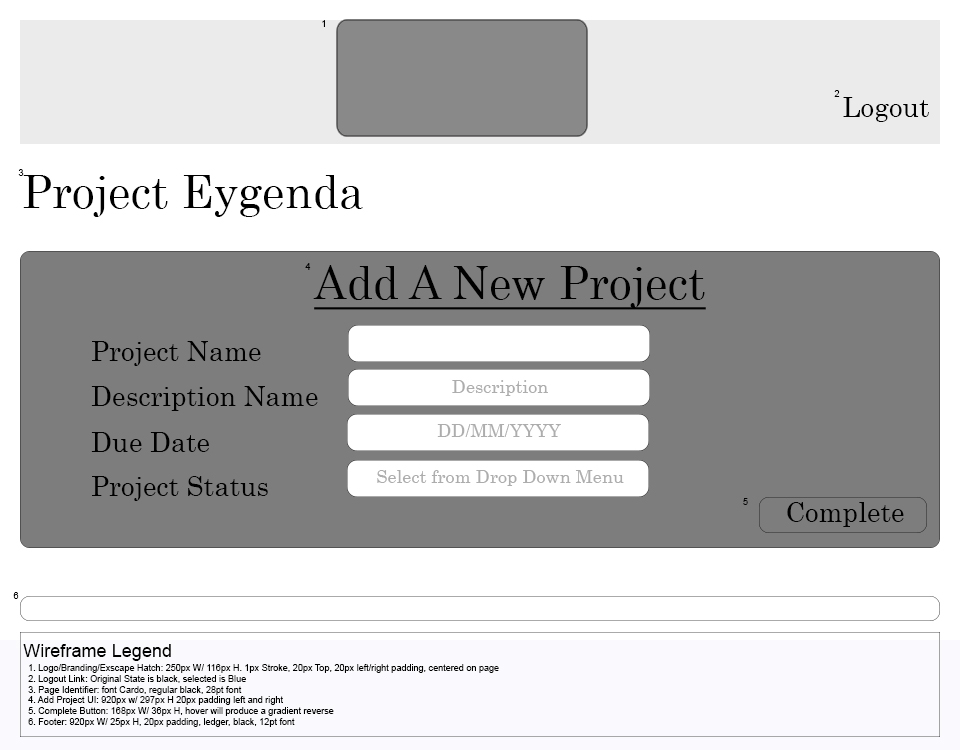 1
2
Logout
3
Project Eygenda
4
Add A New Project
Project Name
Description Name
Description
Due Date
DD/MM/YYYY
Project Status
Select from Drop Down Menu
5
Complete
6
Wireframe Legend
1. Logo/Branding/Exscape Hatch: 250px W/ 116px H. 1px Stroke, 20px Top, 20px left/right padding, centered on page
2. Logout Link: Original State is black, selected is Blue
3. Page Identifier: font Cardo, regular black, 28pt font
4. Add Project UI: 920px w/ 297px H 20px padding left and right
5. Complete Button: 168px W/ 36px H, hover will produce a gradient reverse
6. Footer: 920px W/ 25px H, 20px padding, ledger, black, 12pt font